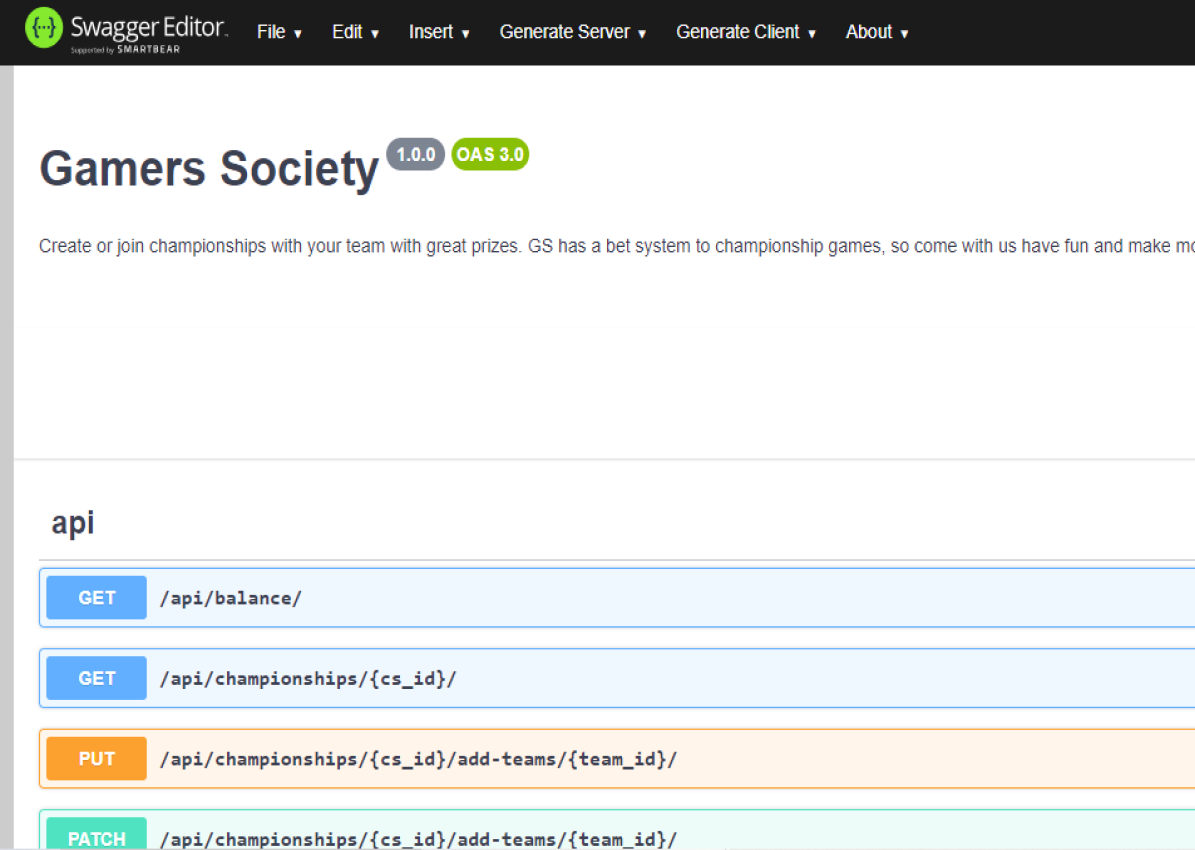 Swagger Editor
Supported by SMARTBEAR
File ▾ Edit ▾ Insert ▾ Generate Server ▾ Generate Client ▾ About ▾
Gamers Society 1.0.0 OAS 3.0
Create or join championships with your team with great prizes. GS has a bet system to championship games, so come with us have fun and make
api
GET /api/balance/
GET /api/championships/{cs_id}/
PUT /api/championships/{cs_id}/add-teams/{team_id}/
PATCH /api/championships/{cs_id}/add-teams/{team_id}/